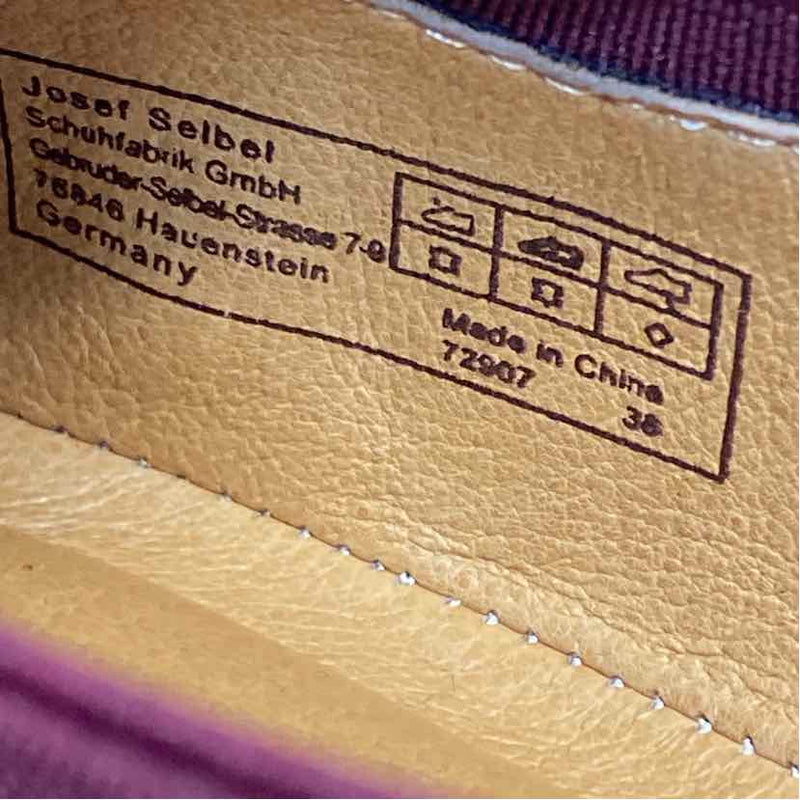 Josef Seibel
Schuhfabrik GmbH
Gebruder-Seibel-Strasse 7-9
76846 Hauenstein
Germany
Made in China
72907
38